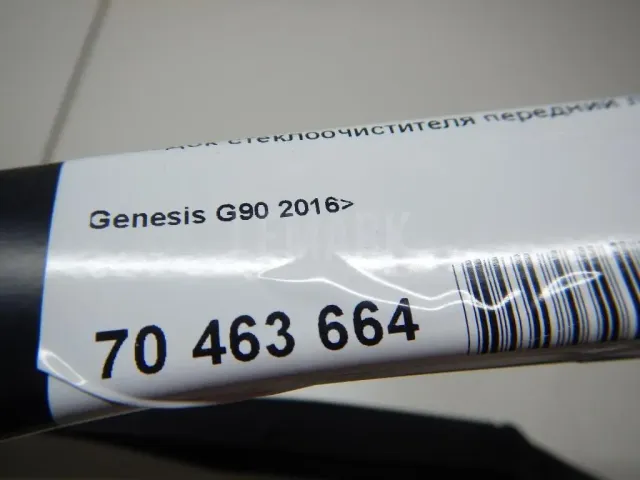 стеклоочистителя передний
Genesis G90 2016>
70 463 664